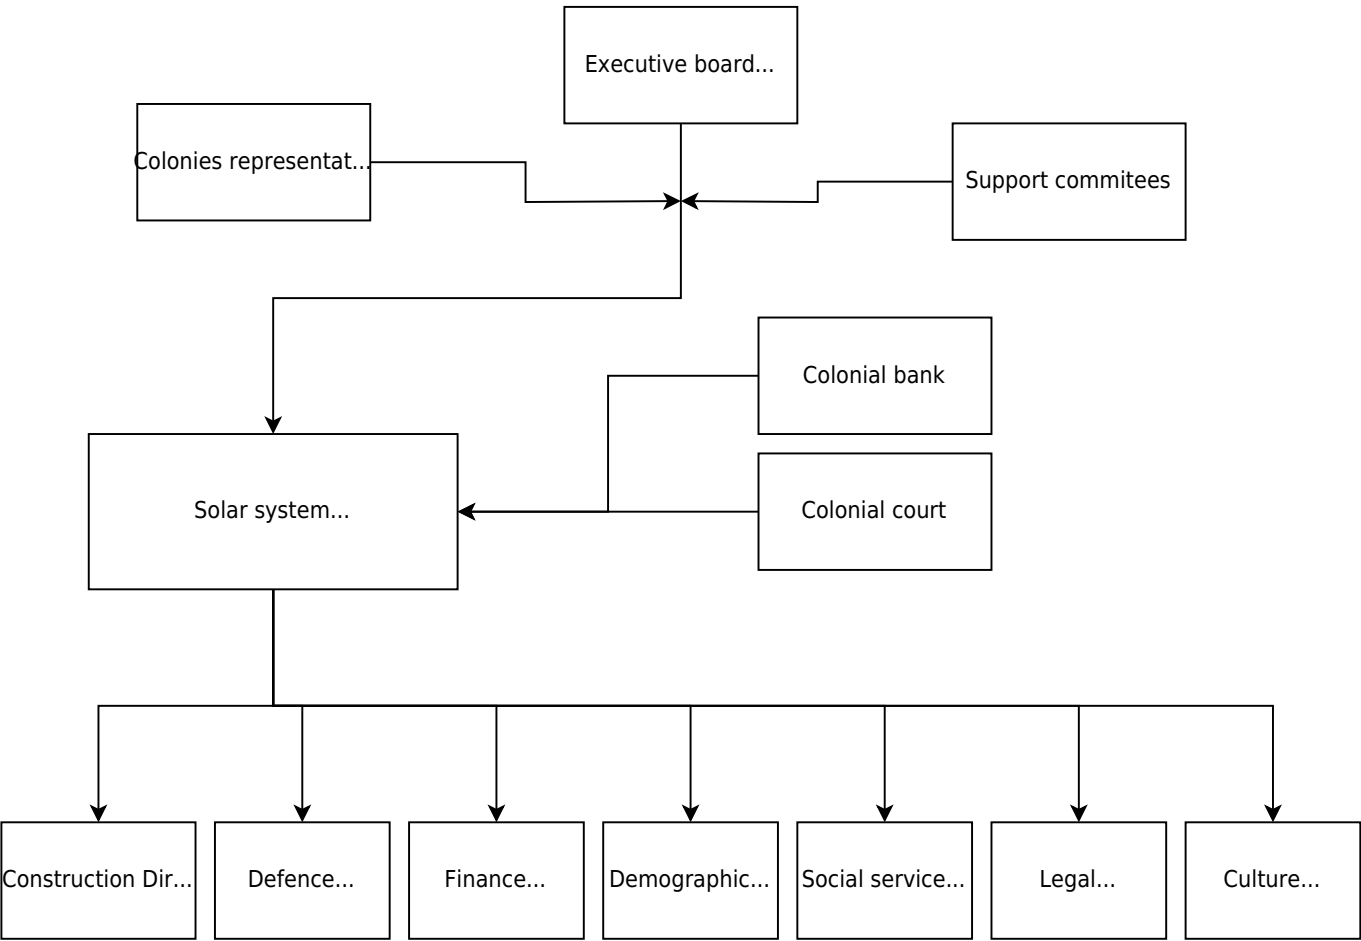 Executive board...
Colonies representat...
Support commitees
Colonial bank
Solar system...
Colonial court
Construction Dir...
Defence...
Finance...
Demographic...
Social service...
Legal...
Culture...